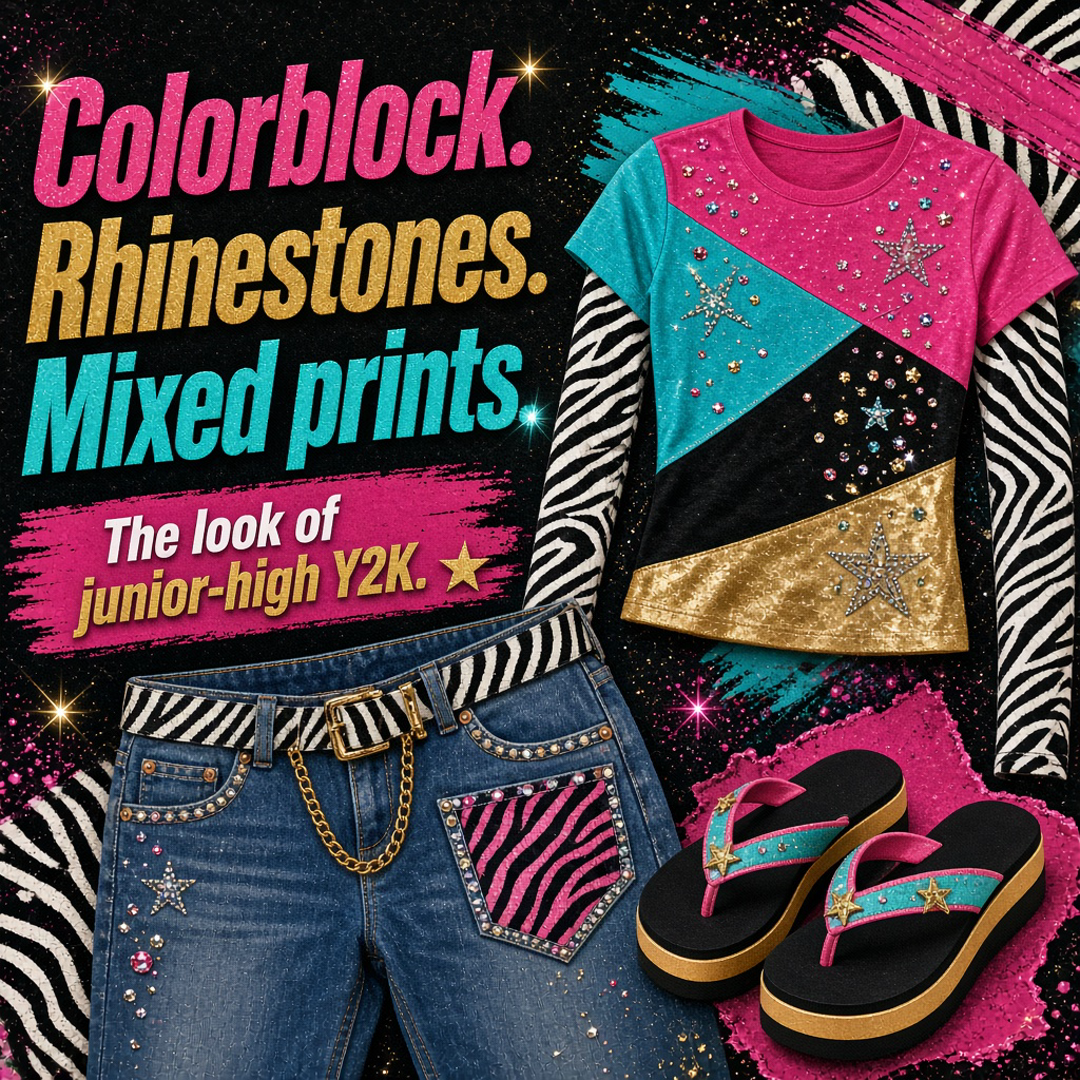 Colorblock.
Rhinestones.
Mixed prints.
The look of
junior-high Y2K.